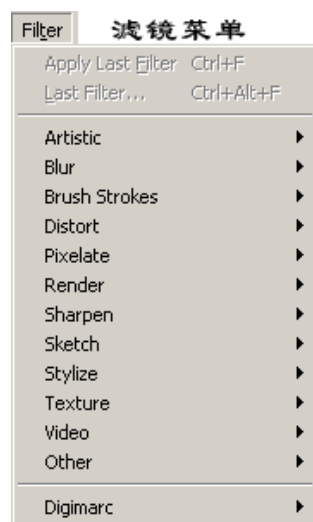 Filter 滤镜菜单
Apply Last Filter Ctrl+F
Last Filter... Ctrl+Alt+F
Artistic
Blur
Brush Strokes
Distort
Pixelate
Render
Sharpen
Sketch
Stylize
Texture
Video
Other
Digimarc